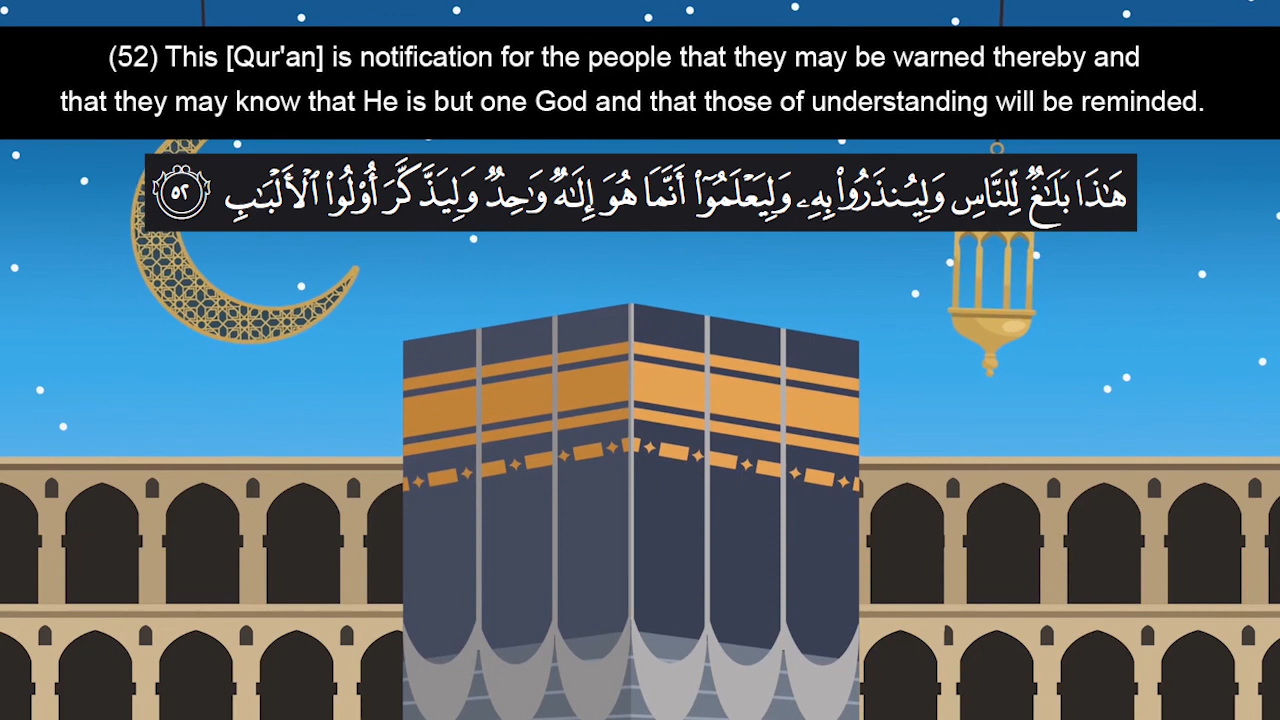 (52) This [Qur'an] is notification for the people that they may be warned thereby and
that they may know that He is but one God and that those of understanding will be reminded.
هَٰذَا بَلَٰغٌ لِّلنَّاسِ وَلِيُنذَرُوا۟ بِهِۦ وَلِيَعْلَمُوٓا۟ أَنَّمَا هُوَ إِلَٰهٌ وَٰحِدٌ وَلِيَذَّكَّرَ أُو۟لُوا۟ ٱلْأَلْبَٰبِ ٥٢